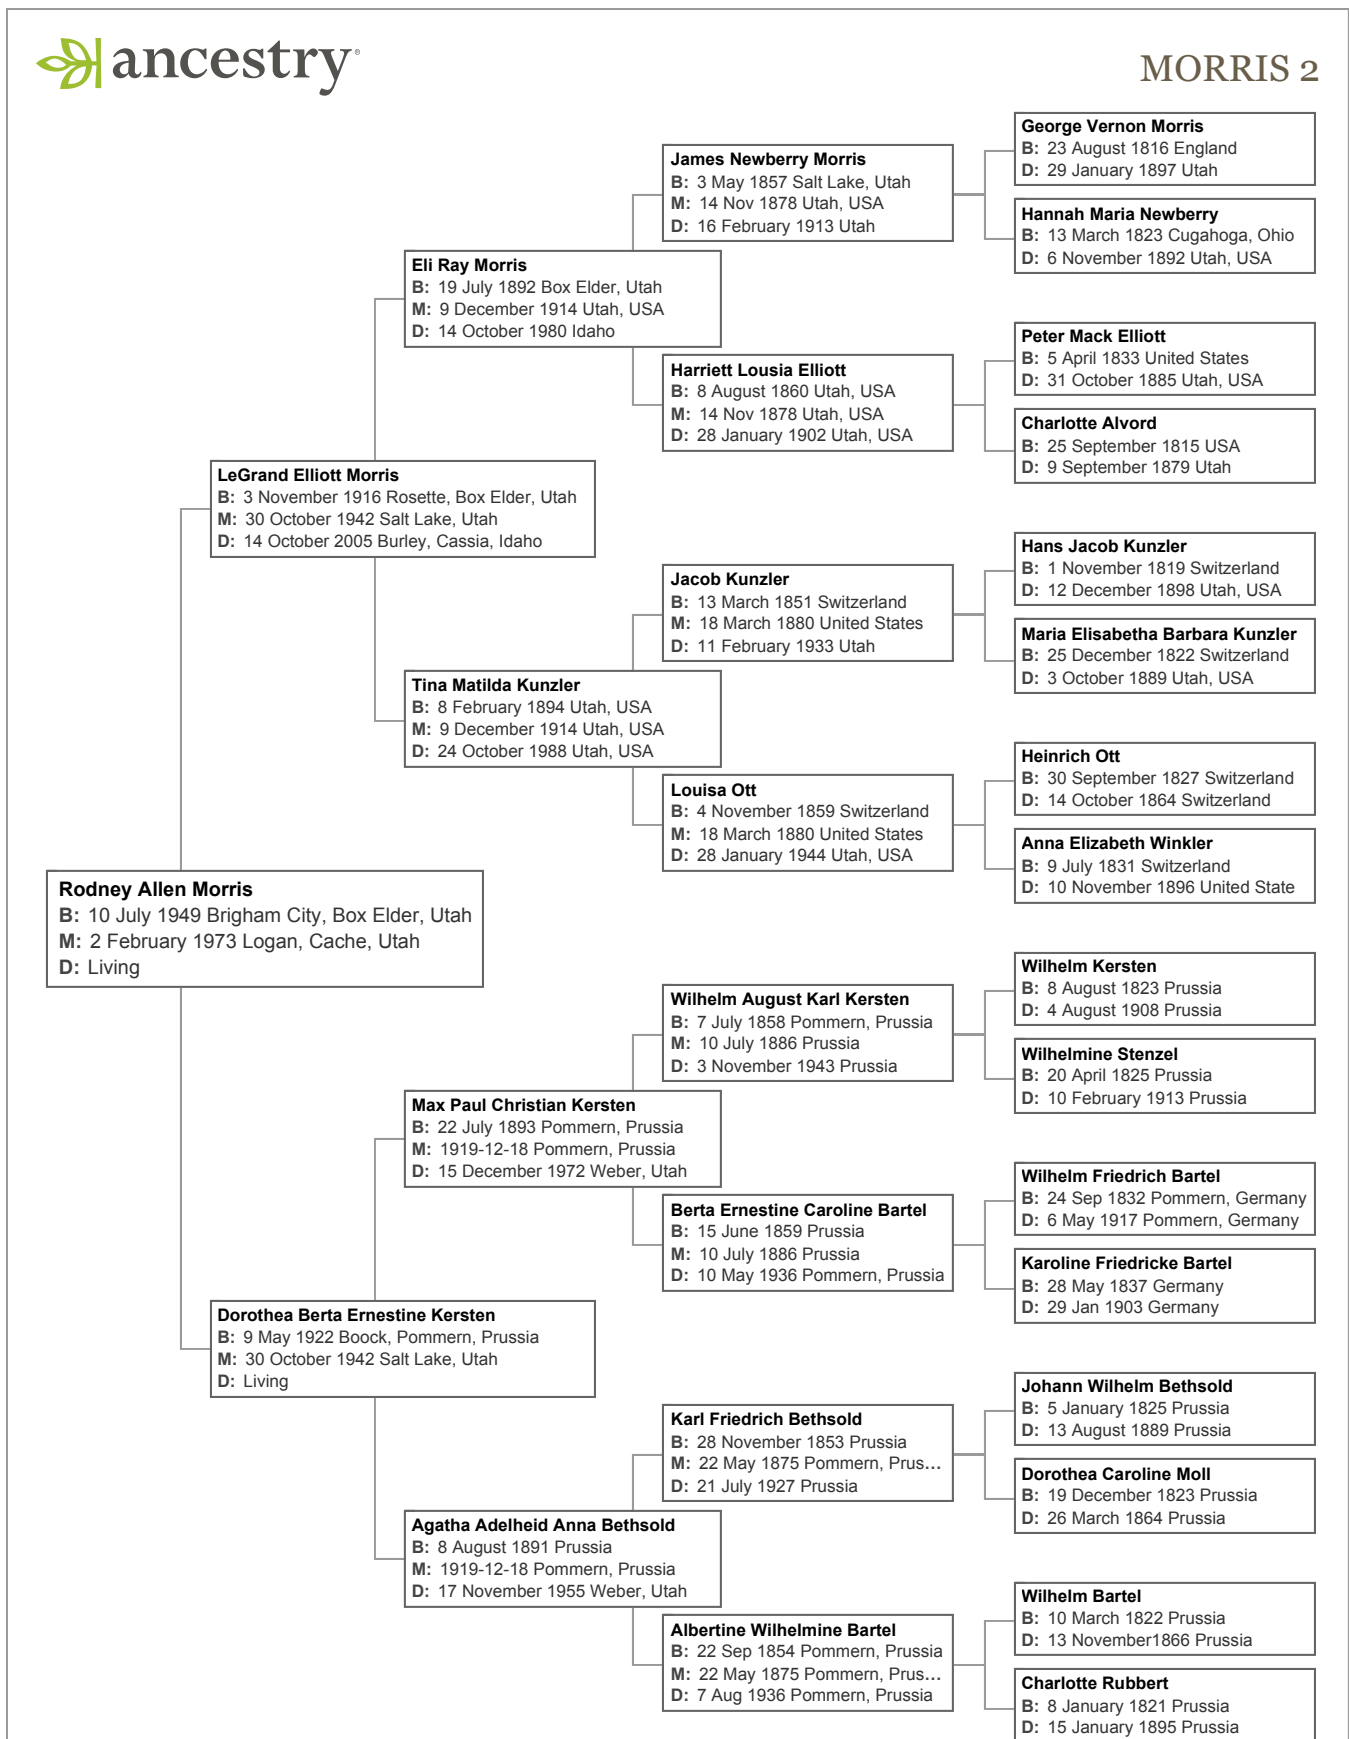 ancestry
MORRIS 2
George Vernon Morris
B: 23 August 1816 England
D: 29 January 1897 Utah
James Newberry Morris
B: 3 May 1857 Salt Lake, Utah
M: 14 Nov 1878 Utah, USA
D: 16 February 1913 Utah
Hannah Maria Newberry
B: 13 March 1823 Cugahoga, Ohio
D: 6 November 1892 Utah, USA
Eli Ray Morris
B: 19 July 1892 Box Elder, Utah
M: 9 December 1914 Utah, USA
D: 14 October 1980 Idaho
Peter Mack Elliott
B: 5 April 1833 United States
D: 31 October 1885 Utah, USA
Harriett Lousia Elliott
B: 8 August 1860 Utah, USA
M: 14 Nov 1878 Utah, USA
D: 28 January 1902 Utah, USA
Charlotte Alvord
B: 25 September 1815 USA
D: 9 September 1879 Utah
LeGrand Elliott Morris
B: 3 November 1916 Rosette, Box Elder, Utah
M: 30 October 1942 Salt Lake, Utah
D: 14 October 2005 Burley, Cassia, Idaho
Hans Jacob Kunzler
B: 1 November 1819 Switzerland
D: 12 December 1898 Utah, USA
Jacob Kunzler
B: 13 March 1851 Switzerland
M: 18 March 1880 United States
D: 11 February 1933 Utah
Maria Elisabetha Barbara Kunzler
B: 25 December 1822 Switzerland
D: 3 October 1889 Utah, USA
Tina Matilda Kunzler
B: 8 February 1894 Utah, USA
M: 9 December 1914 Utah, USA
D: 24 October 1988 Utah, USA
Heinrich Ott
B: 30 September 1827 Switzerland
D: 14 October 1864 Switzerland
Louisa Ott
B: 4 November 1859 Switzerland
M: 18 March 1880 United States
D: 28 January 1944 Utah, USA
Anna Elizabeth Winkler
B: 9 July 1831 Switzerland
D: 10 November 1896 United State
Rodney Allen Morris
B: 10 July 1949 Brigham City, Box Elder, Utah
M: 2 February 1973 Logan, Cache, Utah
D: Living
Wilhelm Kersten
B: 8 August 1823 Prussia
D: 4 August 1908 Prussia
Wilhelm August Karl Kersten
B: 7 July 1858 Pommern, Prussia
M: 10 July 1886 Prussia
D: 3 November 1943 Prussia
Wilhelmine Stenzel
B: 20 April 1825 Prussia
D: 10 February 1913 Prussia
Max Paul Christian Kersten
B: 22 July 1893 Pommern, Prussia
M: 1919-12-18 Pommern, Prussia
D: 15 December 1972 Weber, Utah
Wilhelm Friedrich Bartel
B: 24 Sep 1832 Pommern, Germany
D: 6 May 1917 Pommern, Germany
Berta Ernestine Caroline Bartel
B: 15 June 1859 Prussia
M: 10 July 1886 Prussia
D: 10 May 1936 Pommern, Prussia
Karoline Friedricke Bartel
B: 28 May 1837 Germany
D: 29 Jan 1903 Germany
Dorothea Berta Ernestine Kersten
B: 9 May 1922 Boock, Pommern, Prussia
M: 30 October 1942 Salt Lake, Utah
D: Living
Johann Wilhelm Bethsold
B: 5 January 1825 Prussia
D: 13 August 1889 Prussia
Karl Friedrich Bethsold
B: 28 November 1853 Prussia
M: 22 May 1875 Pommern, Prus...
D: 21 July 1927 Prussia
Dorothea Caroline Moll
B: 19 December 1823 Prussia
D: 26 March 1864 Prussia
Agatha Adelheid Anna Bethsold
B: 8 August 1891 Prussia
M: 1919-12-18 Pommern, Prussia
D: 17 November 1955 Weber, Utah
Wilhelm Bartel
B: 10 March 1822 Prussia
D: 13 November1866 Prussia
Albertine Wilhelmine Bartel
B: 22 Sep 1854 Pommern, Prussia
M: 22 May 1875 Pommern, Prus...
D: 7 Aug 1936 Pommern, Prussia
Charlotte Rubbert
B: 8 January 1821 Prussia
D: 15 January 1895 Prussia